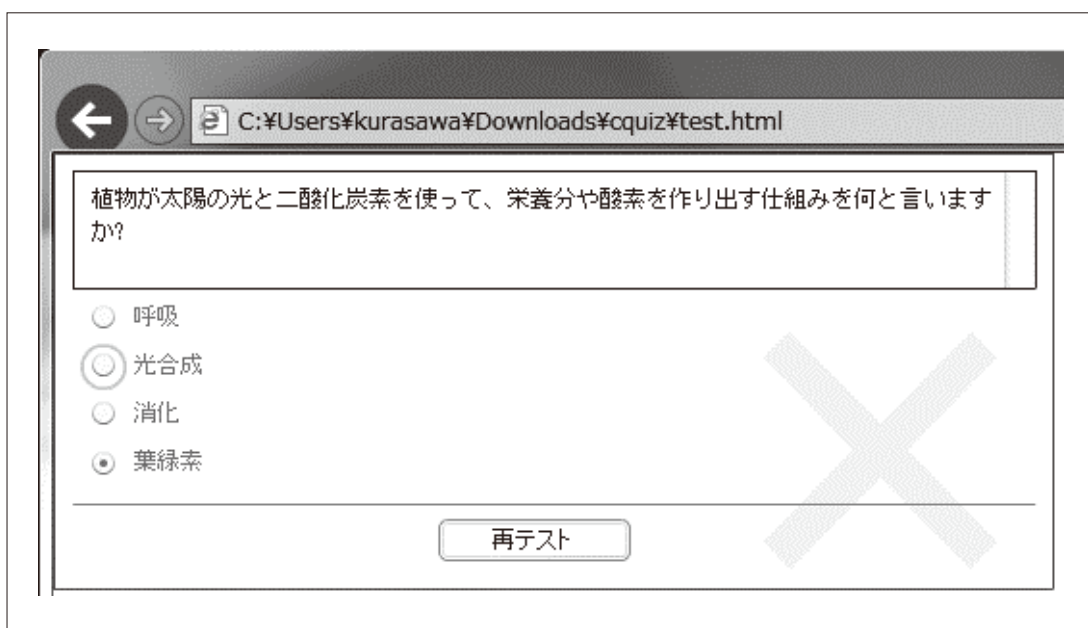 C:¥Users¥kurasawa¥Downloads¥cquiz¥test.html
植物が太陽の光と二酸化炭素を使って、栄養分や酸素を作り出す仕組みを何と言います
か?
呼吸
光合成
消化
葉緑素
再テスト